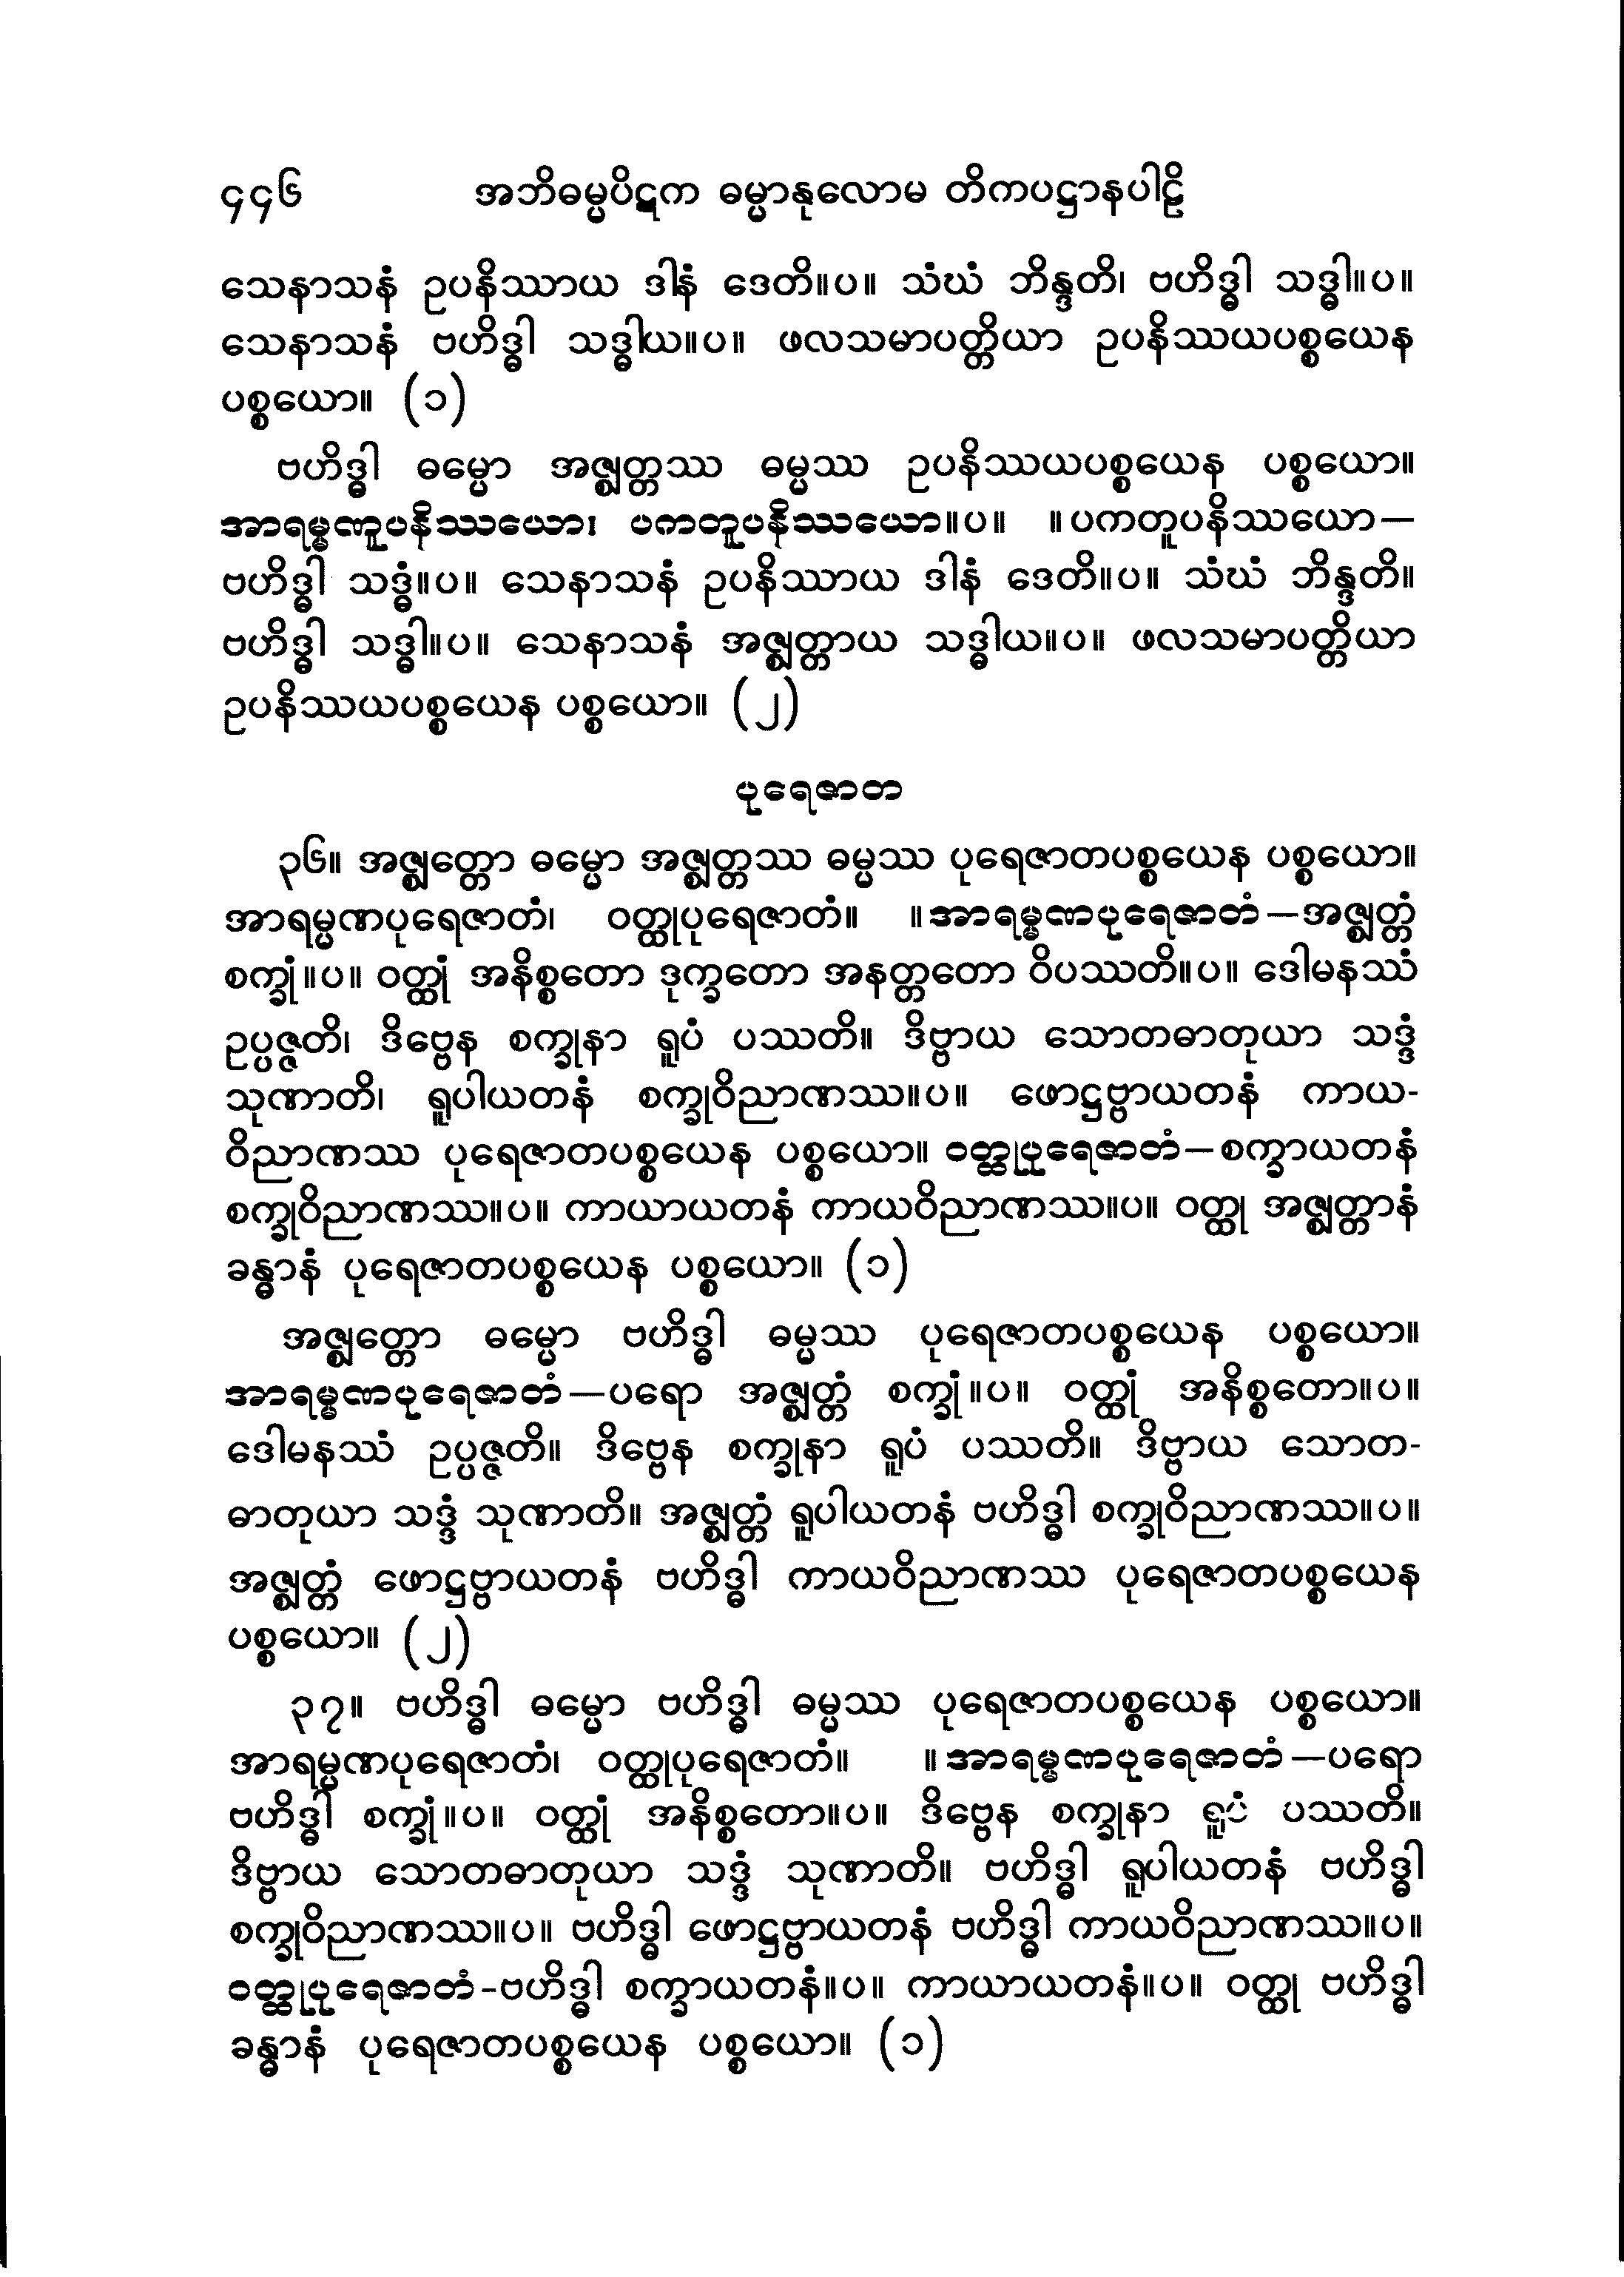 ၄၄၆ အဘိဓမ္မပိဋက ဓမ္မာနုလောမ တိကပဋ္ဌာနပါဠိ
သေနာသနံ ဥပနိဿာယ ဒါနံ ဒေတိ။ပ။ သံဃံ ဘိန္ဒတိ၊ ဗဟိဒ္ဓါ သဒ္ဓါ။ပ။
သေနာသနံ ဗဟိဒ္ဓါ သဒ္ဓါယ။ပ။ ဖလသမာပတ္တိယာ ဥပနိဿယပစ္စယေန
ပစ္စယော။ (၁)
ဗဟိဒ္ဓါ ဓမ္မော အဇ္ဈတ္တဿ ဓမ္မဿ ဥပနိဿယပစ္စယေန ပစ္စယော။
အာရမ္မဏူပနိဿယော၊ ပကတူပနိဿယော။ပ။ ။ပကတူပနိဿယော—
ဗဟိဒ္ဓါ သဒ္ဓံ။ပ။ သေနာသနံ ဥပနိဿာယ ဒါနံ ဒေတိ။ပ။ သံဃံ ဘိန္ဒတိ။
ဗဟိဒ္ဓါ သဒ္ဓါ။ပ။ သေနာသနံ အဇ္ဈတ္တာယ သဒ္ဓါယ။ပ။ ဖလသမာပတ္တိယာ
ဥပနိဿယပစ္စယေန ပစ္စယော။ (၂)
ပုရေဇာတ
၃၆။ အဇ္ဈတ္တော ဓမ္မော အဇ္ဈတ္တဿ ဓမ္မဿ ပုရေဇာတပစ္စယေန ပစ္စယော။
အာရမ္မဏပုရေဇာတံ၊ ဝတ္ထုပုရေဇာတံ။ ။အာရမ္မဏပုရေဇာတံ—အဇ္ဈတ္တံ
စက္ခုံ။ပ။ ဝတ္ထုံ အနိစ္စတော ဒုက္ခတော အနတ္တတော ဝိပဿတိ။ပ။ ဒေါမနဿံ
ဥပ္ပဇ္ဇတိ၊ ဒိဗ္ဗေန စက္ခုနာ ရူပံ ပဿတိ။ ဒိဗ္ဗာယ သောတဓာတုယာ သဒ္ဒံ
သုဏာတိ၊ ရူပါယတနံ စက္ခုဝိညာဏဿ။ပ။ ဖောဋ္ဌဗ္ဗာယတနံ ကာယ-
ဝိညာဏဿ ပုရေဇာတပစ္စယေန ပစ္စယော။ ဝတ္ထုပုရေဇာတံ—စက္ခာယတနံ
စက္ခုဝိညာဏဿ။ပ။ ကာယာယတနံ ကာယဝိညာဏဿ။ပ။ ဝတ္ထု အဇ္ဈတ္တာနံ
ခန္ဓာနံ ပုရေဇာတပစ္စယေန ပစ္စယော။ (၁)
အဇ္ဈတ္တော ဓမ္မော ဗဟိဒ္ဓါ ဓမ္မဿ ပုရေဇာတပစ္စယေန ပစ္စယော။
အာရမ္မဏပုရေဇာတံ—ပရော အဇ္ဈတ္တံ စက္ခုံ။ပ။ ဝတ္ထုံ အနိစ္စတော။ပ။
ဒေါမနဿံ ဥပ္ပဇ္ဇတိ။ ဒိဗ္ဗေန စက္ခုနာ ရူပံ ပဿတိ။ ဒိဗ္ဗာယ သောတ-
ဓာတုယာ သဒ္ဒံ သုဏာတိ။ အဇ္ဈတ္တံ ရူပါယတနံ ဗဟိဒ္ဓါ စက္ခုဝိညာဏဿ။ပ။
အဇ္ဈတ္တံ ဖောဋ္ဌဗ္ဗာယတနံ ဗဟိဒ္ဓါ ကာယဝိညာဏဿ ပုရေဇာတပစ္စယေန
ပစ္စယော။ (၂)
၃၇။ ဗဟိဒ္ဓါ ဓမ္မော ဗဟိဒ္ဓါ ဓမ္မဿ ပုရေဇာတပစ္စယေန ပစ္စယော။
အာရမ္မဏပုရေဇာတံ၊ ဝတ္ထုပုရေဇာတံ။ ။အာရမ္မဏပုရေဇာတံ—ပရော
ဗဟိဒ္ဓါ စက္ခုံ။ပ။ ဝတ္ထုံ အနိစ္စတော။ပ။ ဒိဗ္ဗေန စက္ခုနာ ရူပံ ပဿတိ။
ဒိဗ္ဗာယ သောတဓာတုယာ သဒ္ဒံ သုဏာတိ။ ဗဟိဒ္ဓါ ရူပါယတနံ ဗဟိဒ္ဓါ
စက္ခုဝိညာဏဿ။ပ။ ဗဟိဒ္ဓါ ဖောဋ္ဌဗ္ဗာယတနံ ဗဟိဒ္ဓါ ကာယဝိညာဏဿ။ပ။
ဝတ္ထုပုရေဇာတံ-ဗဟိဒ္ဓါ စက္ခာယတနံ။ပ။ ကာယာယတနံ။ပ။ ဝတ္ထု ဗဟိဒ္ဓါ
ခန္ဓာနံ ပုရေဇာတပစ္စယေန ပစ္စယော။ (၁)